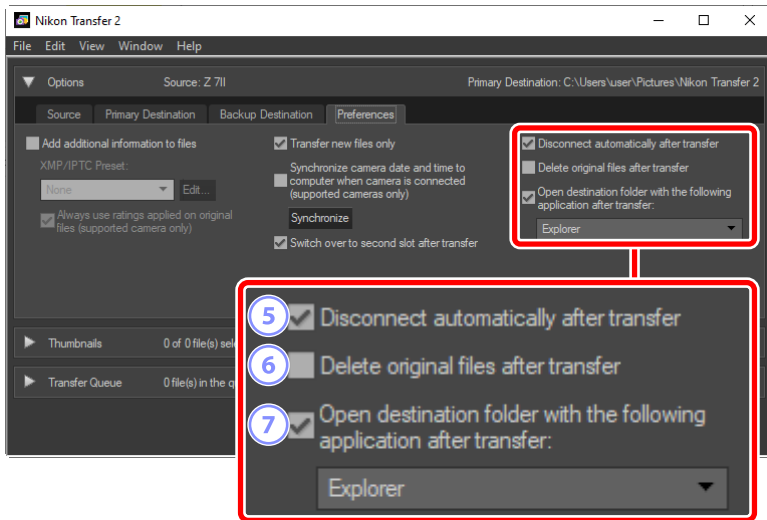 Nikon Transfer 2
File Edit View Window Help
Options Source: Z 7II Primary Destination: C:\Users\user\Pictures\Nikon Transfer 2
Source Primary Destination Backup Destination Preferences
Add additional information to files
XMP/IPTC Preset:
None Edit...
Always use ratings applied on original
files (supported camera only)
Transfer new files only
Synchronize camera date and time to
computer when camera is connected
(supported cameras only)
Synchronize
Switch over to second slot after transfer
Disconnect automatically after transfer
Delete original files after transfer
Open destination folder with the following
application after transfer:
Explorer
Thumbnails 0 of 0 file(s) sele
Transfer Queue 0 file(s) in the q
5 Disconnect automatically after transfer
6 Delete original files after transfer
7 Open destination folder with the following
application after transfer:
Explorer